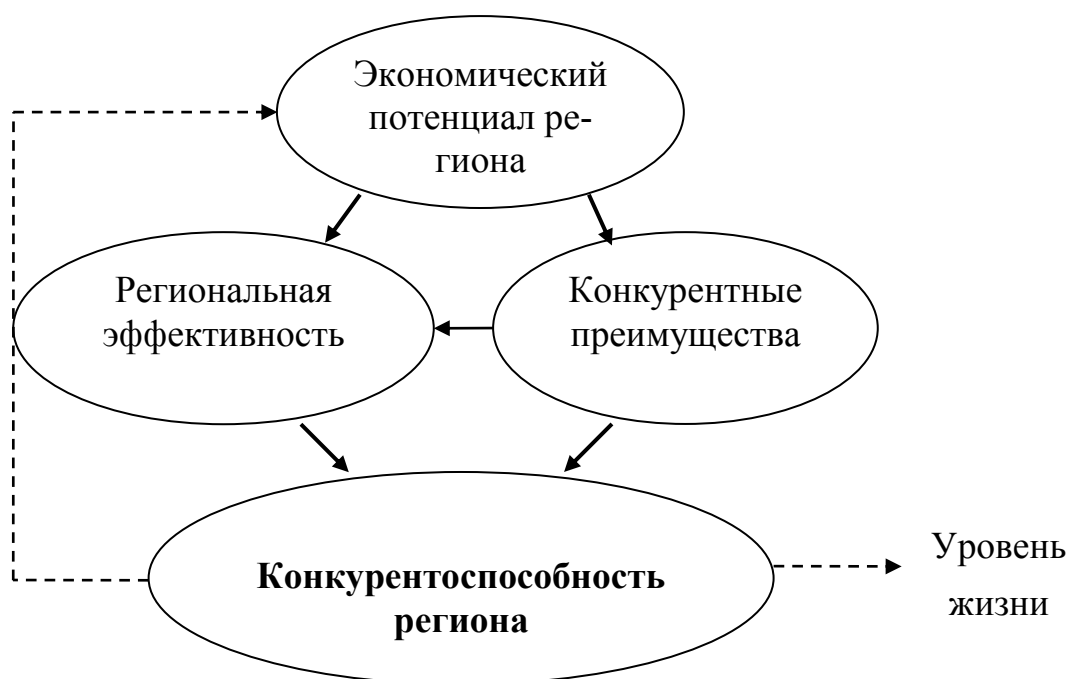 Экономический
потенциал ре-
гиона
Региональная
эффективность
Конкурентные
преимущества
Конкурентоспособность
региона
Уровень
жизни